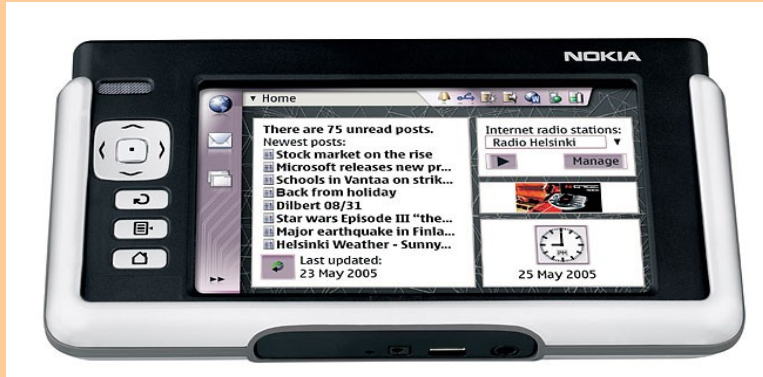 NOKIA
Home
There are 75 unread posts.
Newest posts:
Stock market on the rise
Microsoft releases new pr...
Schools in Vantaa on strik...
Back from holiday
Dilbert 08/31
Star wars Episode III "the...
Major earthquake in Finla...
Helsinki Weather - Sunny...
Last updated:
23 May 2005
Internet radio stations:
Radio Helsinki
Manage
PM
25 May 2005